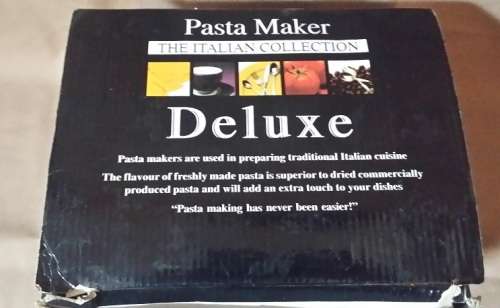 Pasta Maker
THE ITALIAN COLLECTION
Deluxe
Pasta makers are used in preparing traditional Italian cuisine
The flavour of freshly made pasta is superior to dried commercially
produced pasta and will add an extra touch to your dishes
“Pasta making has never been easier!”